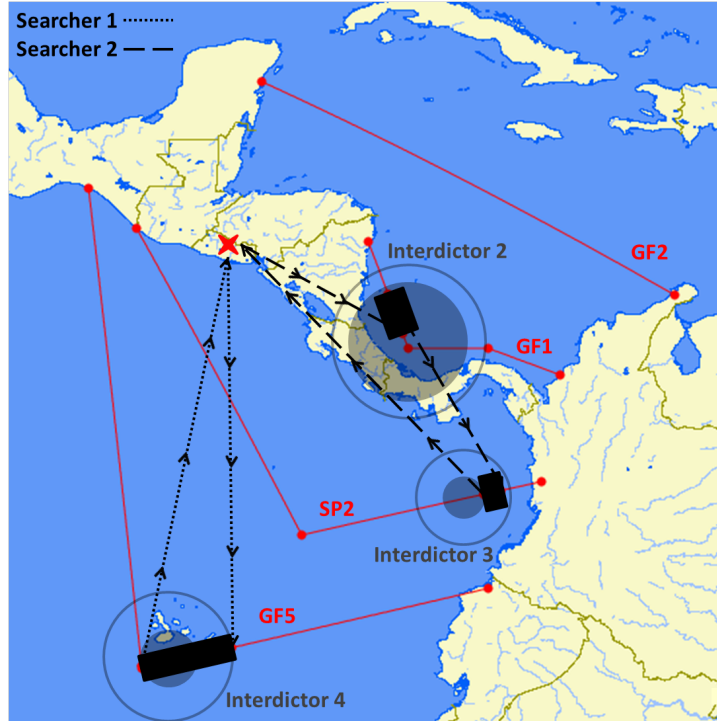 Searcher 1
Searcher 2
Interdictor 2
GF2
GF1
SP2
Interdictor 3
GF5
Interdictor 4